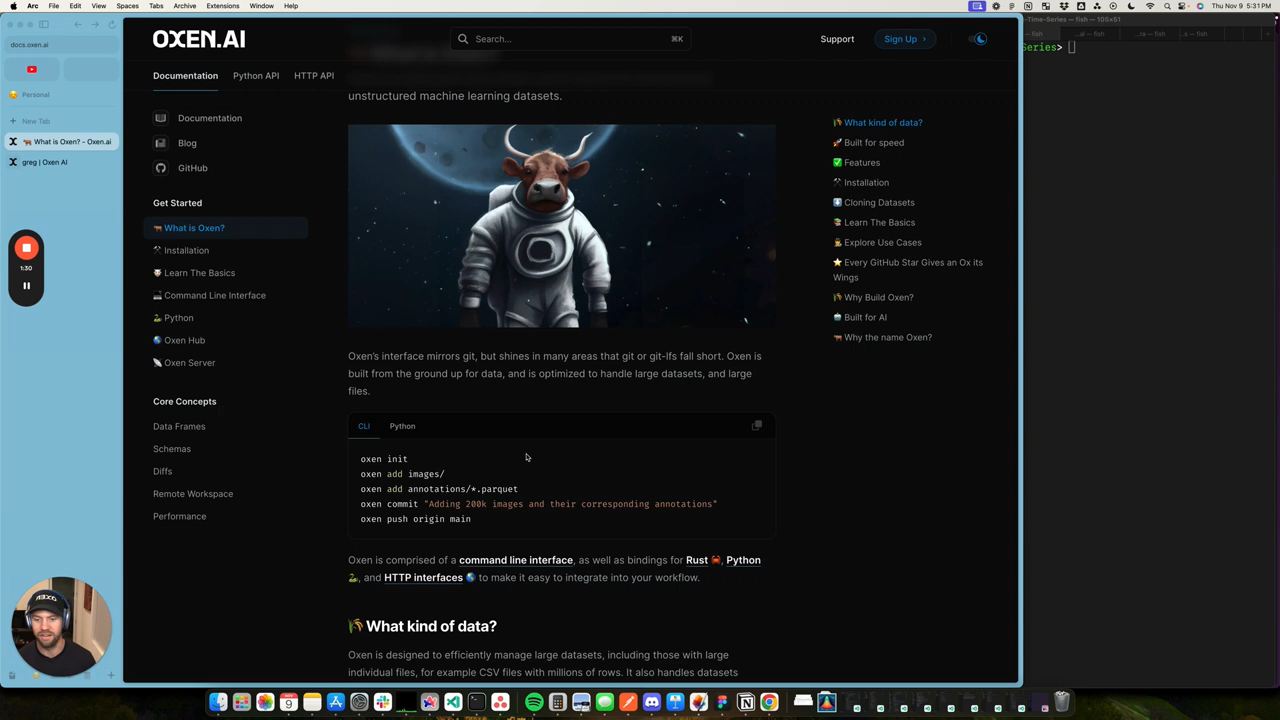 Arc File Edit View Spaces Tabs Archive Extensions Window Help
Thu Nov 9 5:31 PM
docs.oxen.ai
Personal
New Tab
What is Oxen? - Oxen.ai
greg | Oxen AI
1:30
OXEN.AI
Search...
⌘K
Support
Sign Up
Documentation
Python API
HTTP API
Documentation
Blog
GitHub
Get Started
What is Oxen?
Installation
Learn The Basics
Command Line Interface
Python
Oxen Hub
Oxen Server
Core Concepts
Data Frames
Schemas
Diffs
Remote Workspace
Performance
unstructured machine learning datasets.
Oxen's interface mirrors git, but shines in many areas that git or git-lfs fall short. Oxen is
built from the ground up for data, and is optimized to handle large datasets, and large
files.
CLI Python
oxen init
oxen add images/
oxen add annotations/*.parquet
oxen commit "Adding 200k images and their corresponding annotations"
oxen push origin main
Oxen is comprised of a command line interface, as well as bindings for Rust 🦀, Python
🐍, and HTTP interfaces 🌎 to make it easy to integrate into your workflow.
🌾 What kind of data?
Oxen is designed to efficiently manage large datasets, including those with large
individual files, for example CSV files with millions of rows. It also handles datasets
What kind of data?
Built for speed
Features
Installation
Cloning Datasets
Learn The Basics
Explore Use Cases
Every GitHub Star Gives an Ox its
Wings
Why Build Oxen?
Built for AI
Why the name Oxen?
-Time-Series — fish — 105×51
Series>